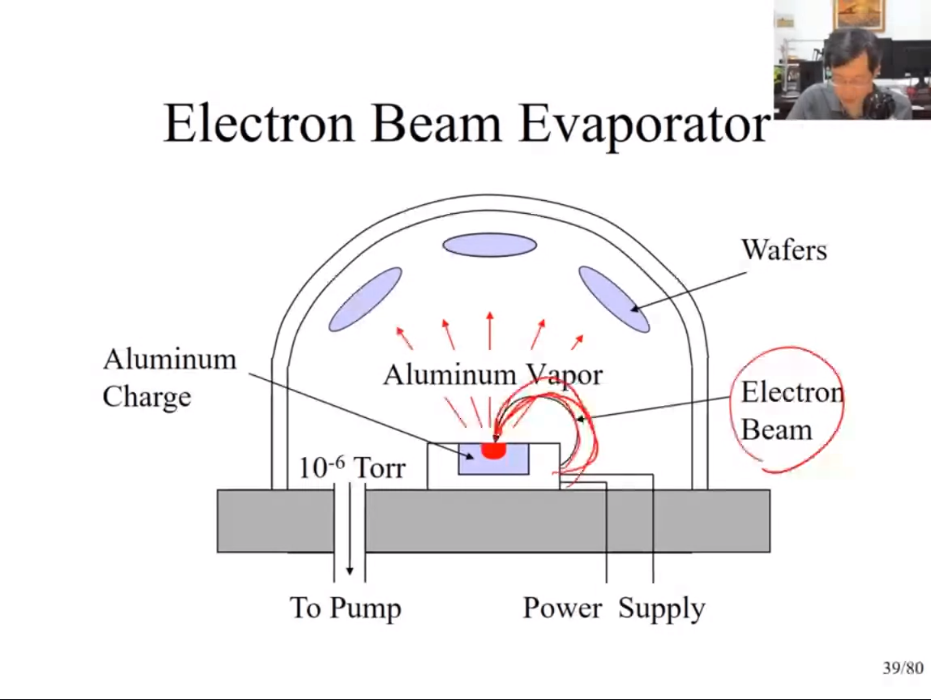 Electron Beam Evaporator
Wafers
Aluminum
Charge
Aluminum Vapor
Electron
Beam
10-6 Torr
To Pump
Power Supply
39/80